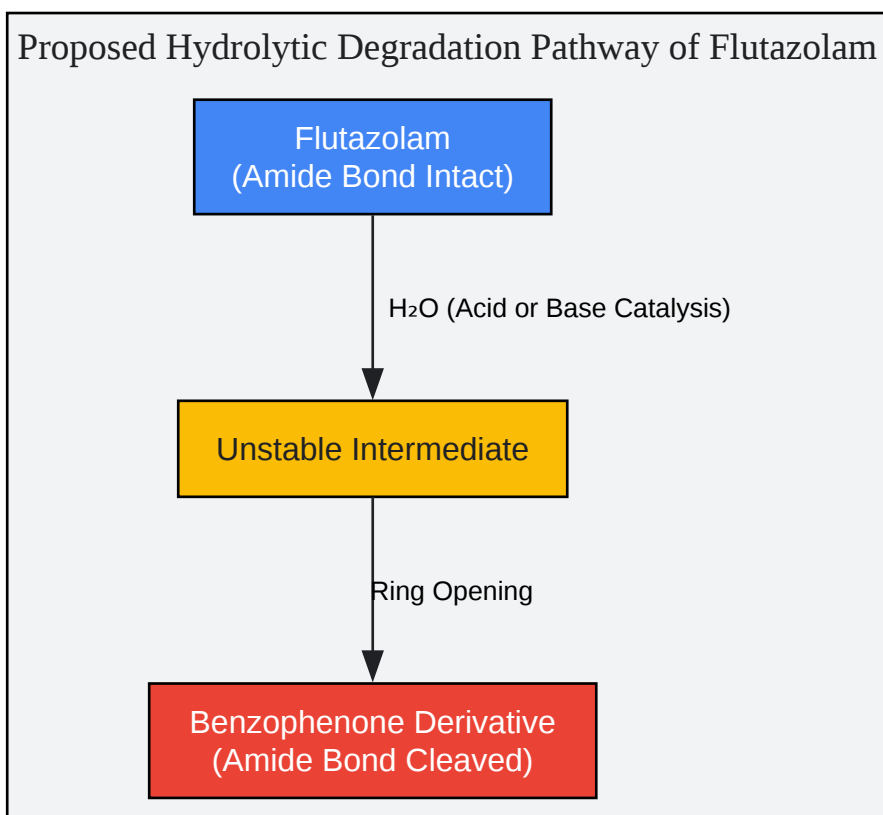 Proposed Hydrolytic Degradation Pathway of Flutazolam
Flutazolam
(Amide Bond Intact)
H₂O (Acid or Base Catalysis)
Unstable Intermediate
Ring Opening
Benzophenone Derivative
(Amide Bond Cleaved)